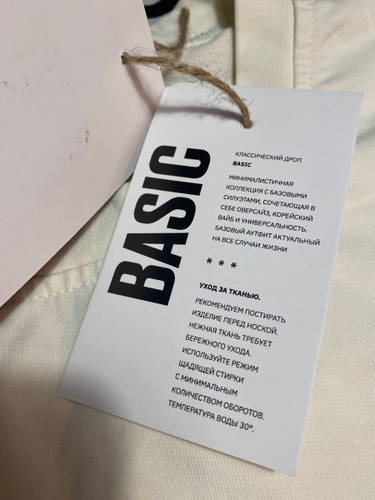 BASIC
КЛАССИЧЕСКИЙ ДРОП
BASIC
МИНИМАЛИСТИЧНАЯ
КОЛЛЕКЦИЯ С БАЗОВЫМИ
СИЛУЭТАМИ, СОЧЕТАЮЩАЯ В
СЕБЕ ОВЕРСАЙЗ, КОРЕЙСКИЙ
ВАЙБ И УНИВЕРСАЛЬНОСТЬ.
БАЗОВЫЙ АУТФИТ АКТУАЛЬНЫЙ
НА ВСЕ СЛУЧАИ ЖИЗНИ
* * *
УХОД ЗА ТКАНЬЮ.
РЕКОМЕНДУЕМ ПОСТИРАТЬ
ИЗДЕЛИЕ ПЕРЕД НОСКОЙ.
НЕЖНАЯ ТКАНЬ ТРЕБУЕТ
БЕРЕЖНОГО УХОДА.
ИСПОЛЬЗУЙТЕ РЕЖИМ
ЩАДЯЩЕЙ СТИРКИ
С МИНИМАЛЬНЫМ
КОЛИЧЕСТВОМ ОБОРОТОВ.
ТЕМПЕРАТУРА ВОДЫ 30°.